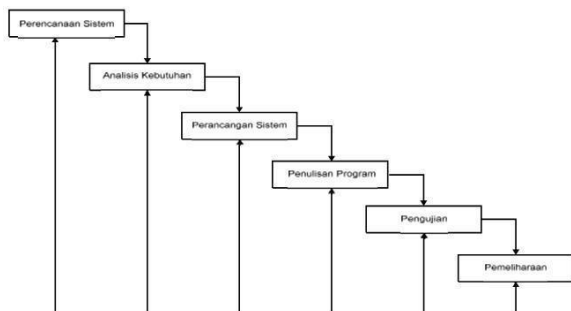 Perencanaan Sistem
Analisis Kebutuhan
Perancangan Sistem
Penulisan Program
Pengujian
Pemeliharaan